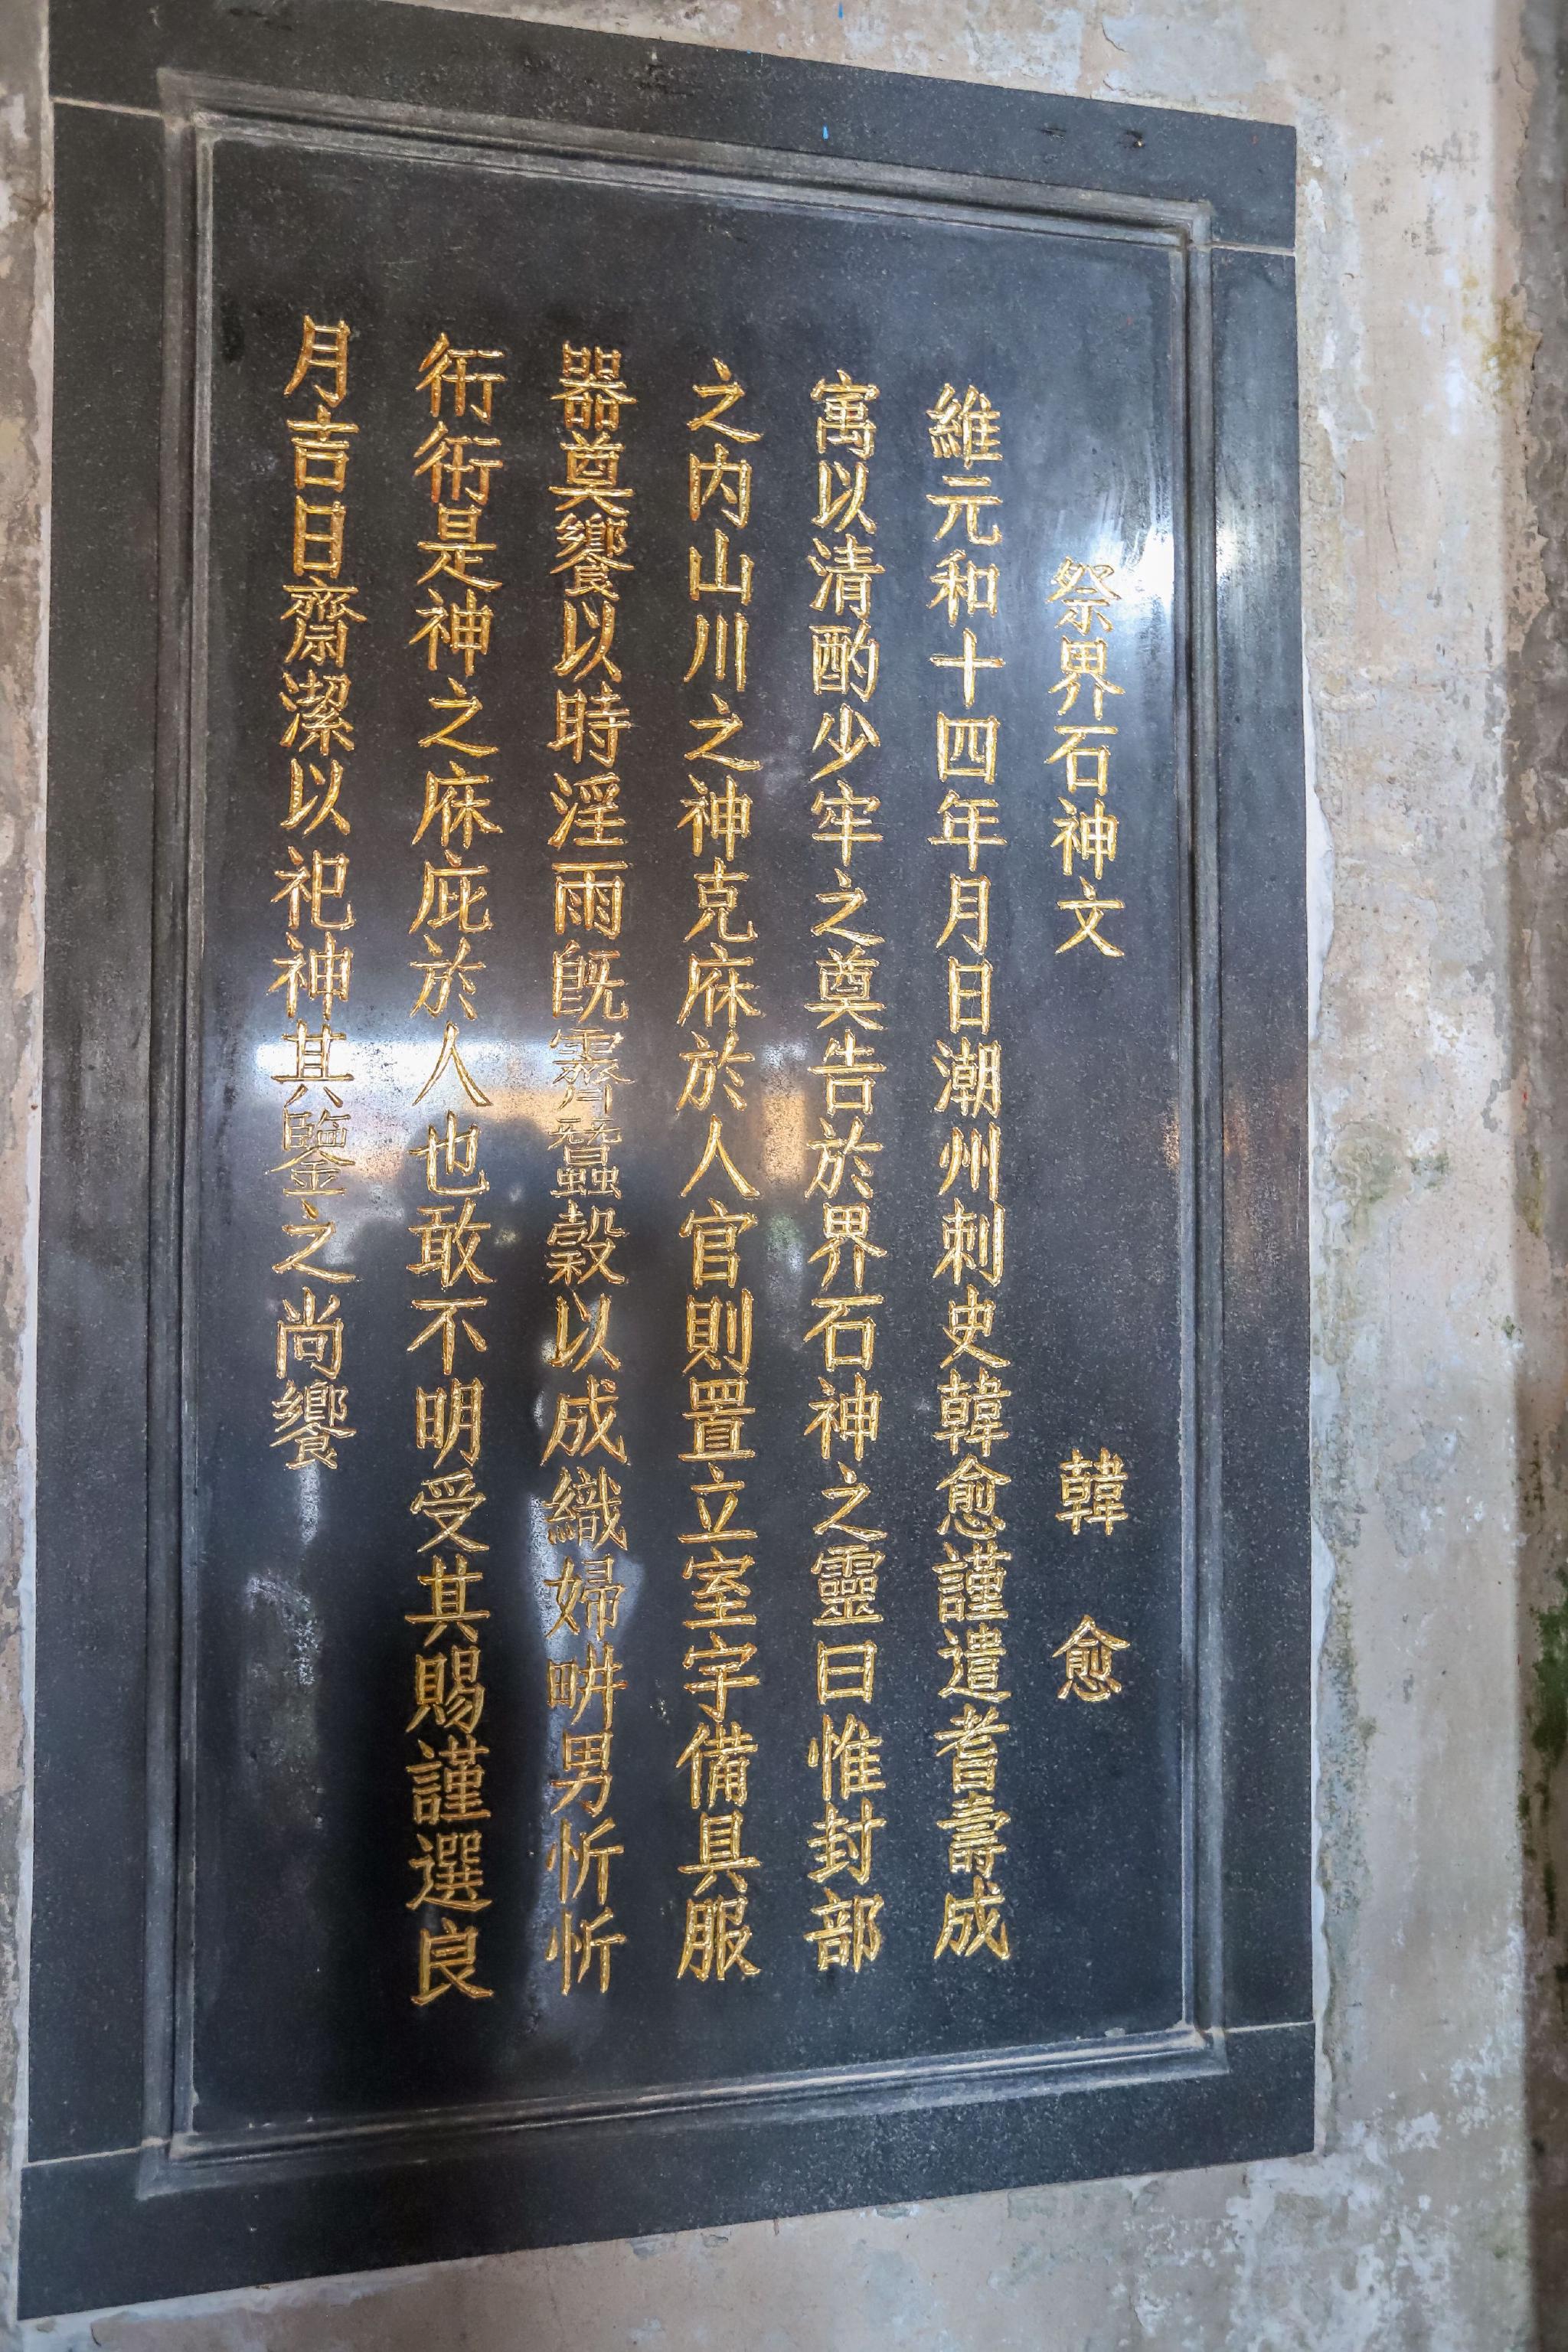 祭界石神文 韓愈
維元和十四年月日潮州刺史韓愈謹遣耆壽成
寓以清酌少牢之奠告於界石神之靈曰惟封部
之内山川之神克庥於人官則置立室宇備具服
器奠饗以時淫雨旣霽蠶穀以成織婦畊男忻忻
衎衎是神之庥庇於人也敢不明受其賜謹選良
月吉日齋潔以祀神其鑒之尚饗